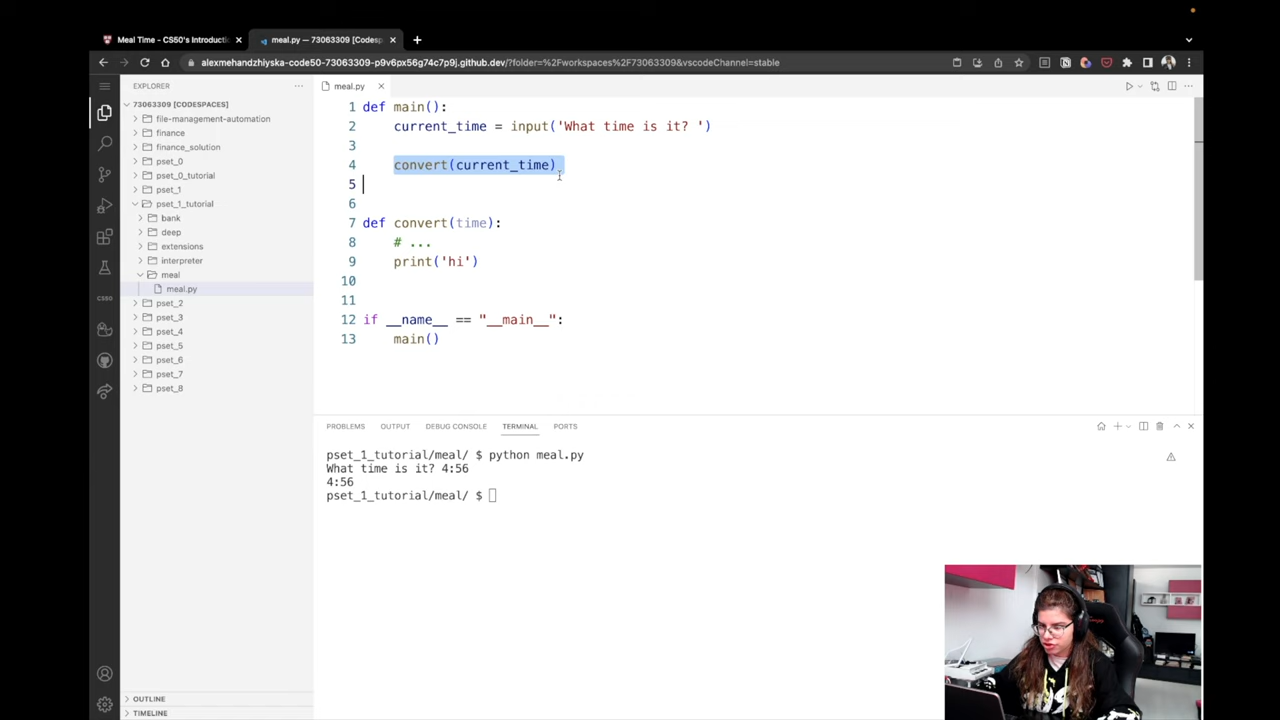 Meal Time - CS50's Introducti
meal.py — 73063309 [Codesp
alexmehandzhiyska-code50-73063309-p9v6px56g74c7p9j.github.dev/?folder=%2Fworkspaces%2F73063309&vscodeChannel=stable
EXPLORER
73063309 [CODESPACES]
file-management-automation
finance
finance_solution
pset_0
pset_0_tutorial
pset_1
pset_1_tutorial
bank
deep
extensions
interpreter
meal
meal.py
pset_2
pset_3
pset_4
pset_5
pset_6
pset_7
pset_8
OUTLINE
TIMELINE
CS50
meal.py
1 def main():
2 current_time = input('What time is it? ')
3
4 convert(current_time)
5
6
7 def convert(time):
8 # ...
9 print('hi')
10
11
12 if __name__ == "__main__":
13 main()
PROBLEMS OUTPUT DEBUG CONSOLE TERMINAL PORTS
pset_1_tutorial/meal/ $ python meal.py
What time is it? 4:56
4:56
pset_1_tutorial/meal/ $